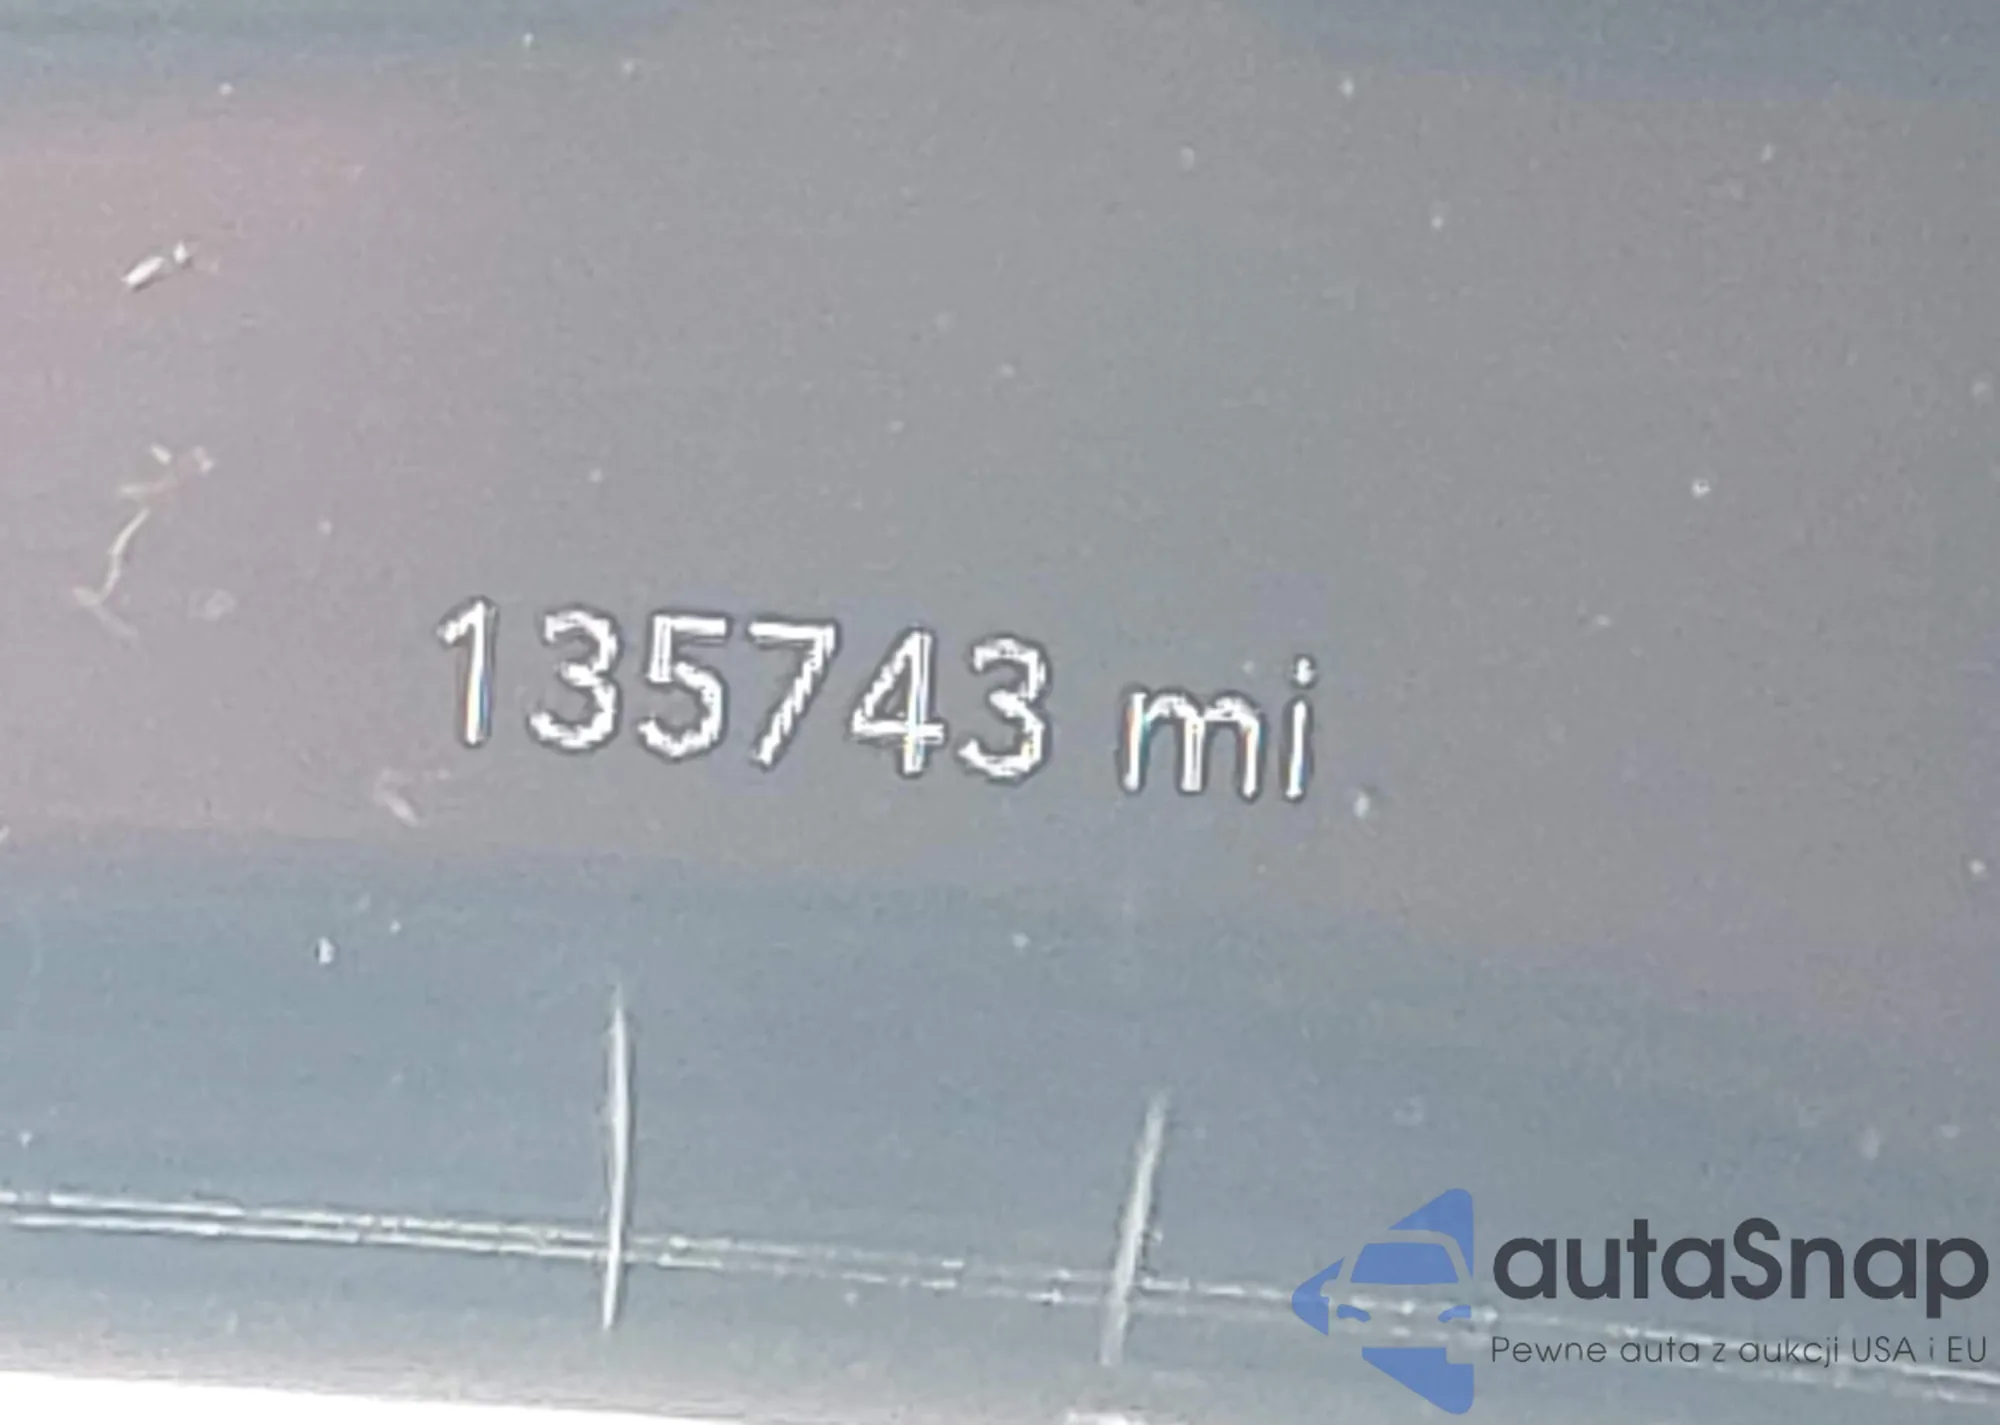 135743 mi
autaSnap
Pewne auta z aukcji USA i EU